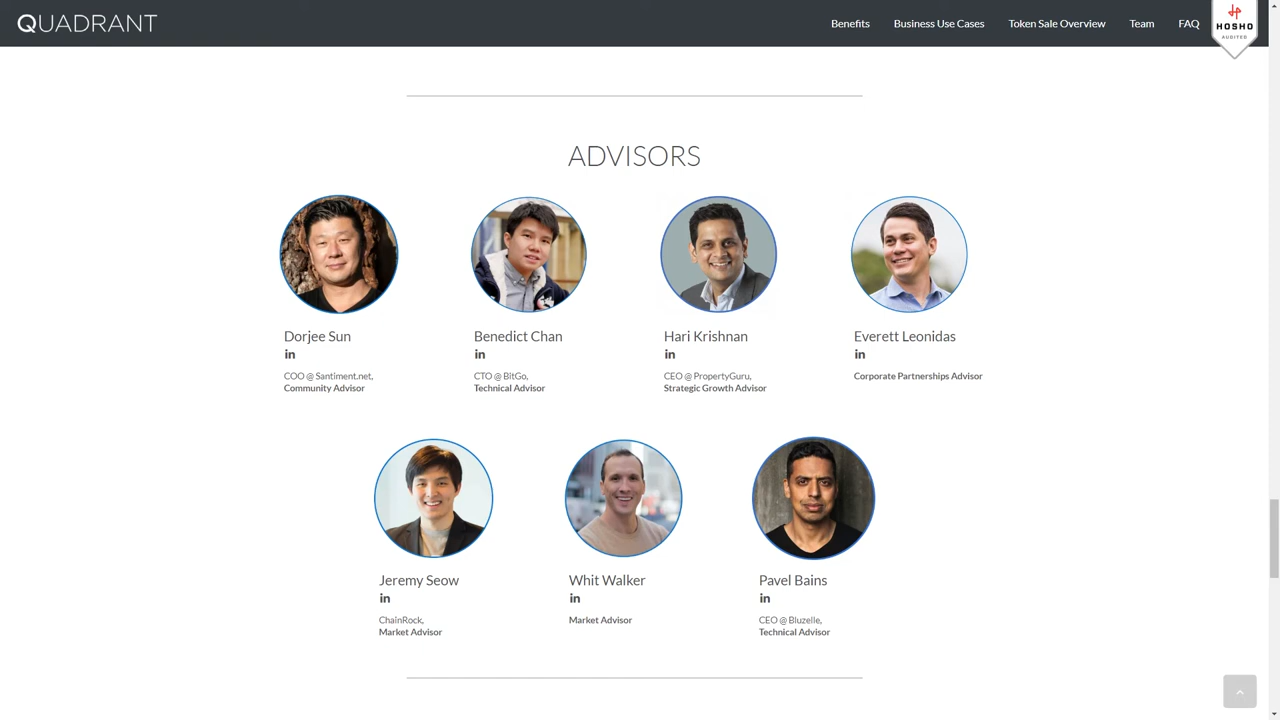 QUADRANT
Benefits
Business Use Cases
Token Sale Overview
Team
FAQ
HOSHO
AUDITED
ADVISORS
Dorjee Sun
in
COO @ Santiment.net,
Community Advisor
Benedict Chan
in
CTO @ BitGo,
Technical Advisor
Hari Krishnan
in
CEO @ PropertyGuru,
Strategic Growth Advisor
Everett Leonidas
in
Corporate Partnerships Advisor
Jeremy Seow
in
ChainRock,
Market Advisor
Whit Walker
in
Market Advisor
Pavel Bains
in
CEO @ Bluzelle,
Technical Advisor